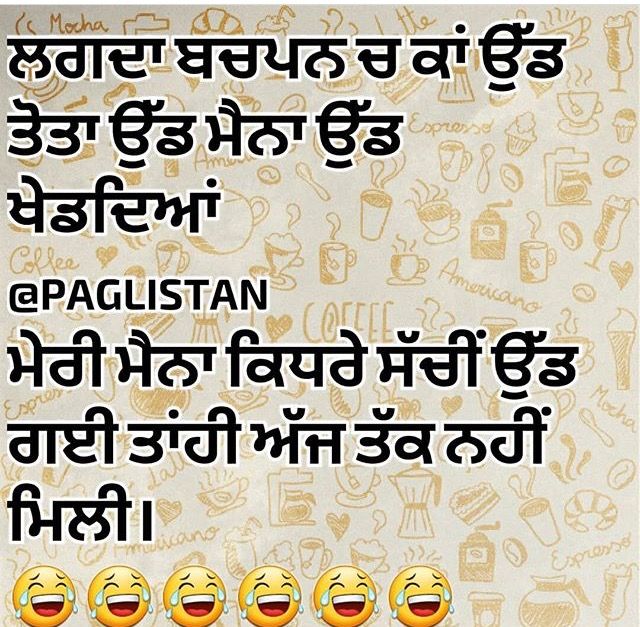 ਲਗਦਾ ਬਚਪਨ ਚ ਕਾਂ ਉੱਡ
ਤੋਤਾ ਉੱਡ ਮੈਨਾ ਉੱਡ
ਖੇਡਦਿਆਂ
@PAGLISTAN
ਮੇਰੀ ਮੈਨਾ ਕਿਧਰੇ ਸੱਚੀਂ ਉੱਡ
ਗਈ ਤਾਂਹੀ ਅੱਜ ਤੱਕ ਨਹੀਂ
ਮਿਲੀ।
😂😂😂😂😂😂